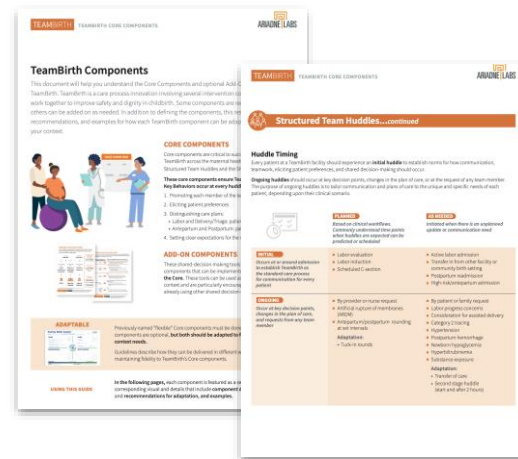 TEAMBIRTH TEAMBIRTH CORE COMPONENTS
ARIADNE LABS
TeamBirth Components
This document will help you understand the Core Components and optional Add-O
TeamBirth. TeamBirth is a care process innovation involving several intervention co
work together to improve safety and dignity in childbirth. Some components are re
others can be added on as needed. In addition to defining the components, this res
recommendations, and examples for how each TeamBirth component can be adap
your context.
CORE COMPONENTS
Core components are critical to succ
TeamBirth across the maternal healt
Structured Team Huddles and the Sh
These core components ensure Tea
Key Behaviors occur at every huddl
1. Promoting each member of the te
2. Eliciting patient preferences
3. Distinguishing care plans:
Labor and Delivery/Triage: patien
Antepartum and Postpartum: pat
4. Setting clear expectations for the n
ADD-ON COMPONENTS
These shared decision-making tools
components that can be implemente
the Core. These tools can be used ap
content and are particularly encourag
already using other shared decision-
ADAPTABLE
Previously named "Flexible" Core components must be done
components are optional, but both should be adapted to f
context needs.
Guidelines describe how they can be delivered in different w
maintaining fidelity to TeamBirth's Core components.
USING THIS GUIDE
In the following pages, each component is featured as a se
corresponding visual and details that include component d
and recommendations for adaptation, and examples.
TEAMBIRTH TEAMBIRTH CORE COMPONENTS
ARIADNE LABS
Structured Team Huddles...continued
Huddle Timing
Every patient at a TeamBirth facility should experience an initial huddle to establish norms for how communication,
teamwork, eliciting patient preferences, and shared decision-making should occur.
Ongoing huddles should occur at key decision points, changes in the plan of care, or at the request of any team member.
The purpose of ongoing huddles is to tailor communication and plans of care to the unique and specific needs of each
patient, depending upon their clinical scenario.
PLANNED
Based on clinical workflows.
Commonly understood time points
when huddles are expected can be
predicted or scheduled
AS NEEDED
Initiated when there is an unplanned
update or communication need
INITIAL
Occurs at or around admission
to establish TeamBirth as
the standard care process
for communication for every
patient
Labor evaluation
Labor induction
Scheduled C-section
Active labor admission
Transfer in from other facility or
community birth setting
Postpartum readmission
High-risk/antepartum admission
ONGOING
Occur at key decision points,
changes in the plan of care,
and requests from any team
member
By provider or nurse request
Artificial rupture of membranes
(AROM)
Antepartum/postpartum rounding
at set intervals
Adaptation:
Tuck-in rounds
By patient or family request
Labor progress concerns
Consideration for assisted delivery
Category 2 tracing
Hypertension
Postpartum Hemorrhage
Newborn hypoglycemia
Hyperbilirubinemia
Substance exposure
Adaptation:
Transfer of care
Second stage huddle
(start and after 2 hours)